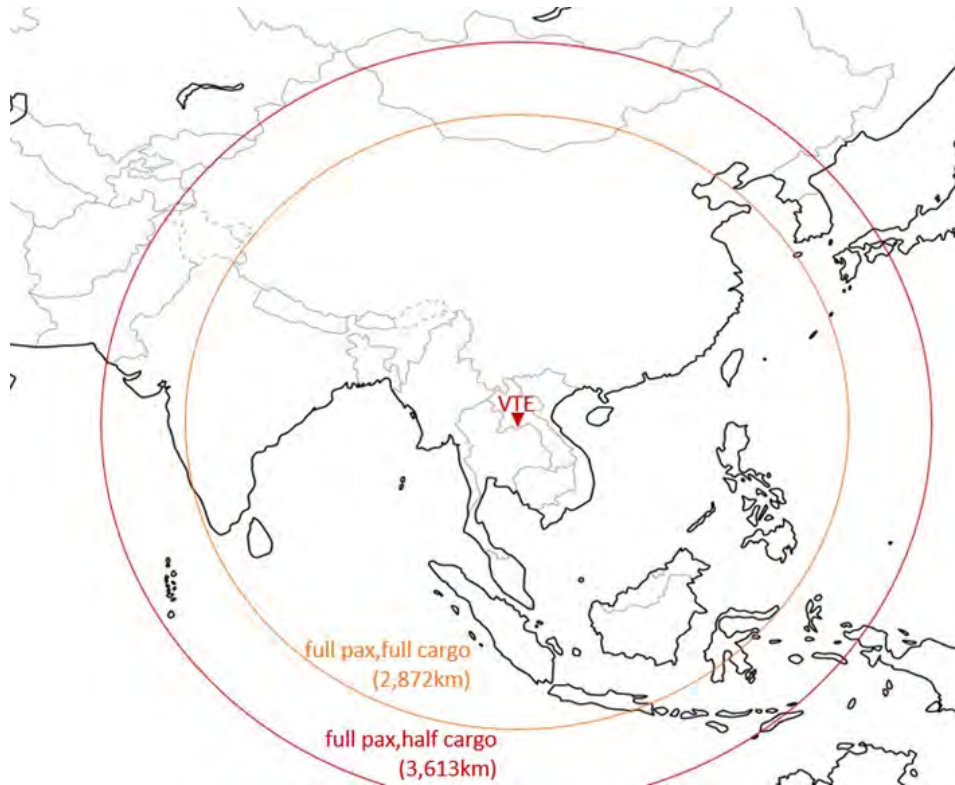 VTE
full pax,full cargo
(2,872km)
full pax,half cargo
(3,613km)